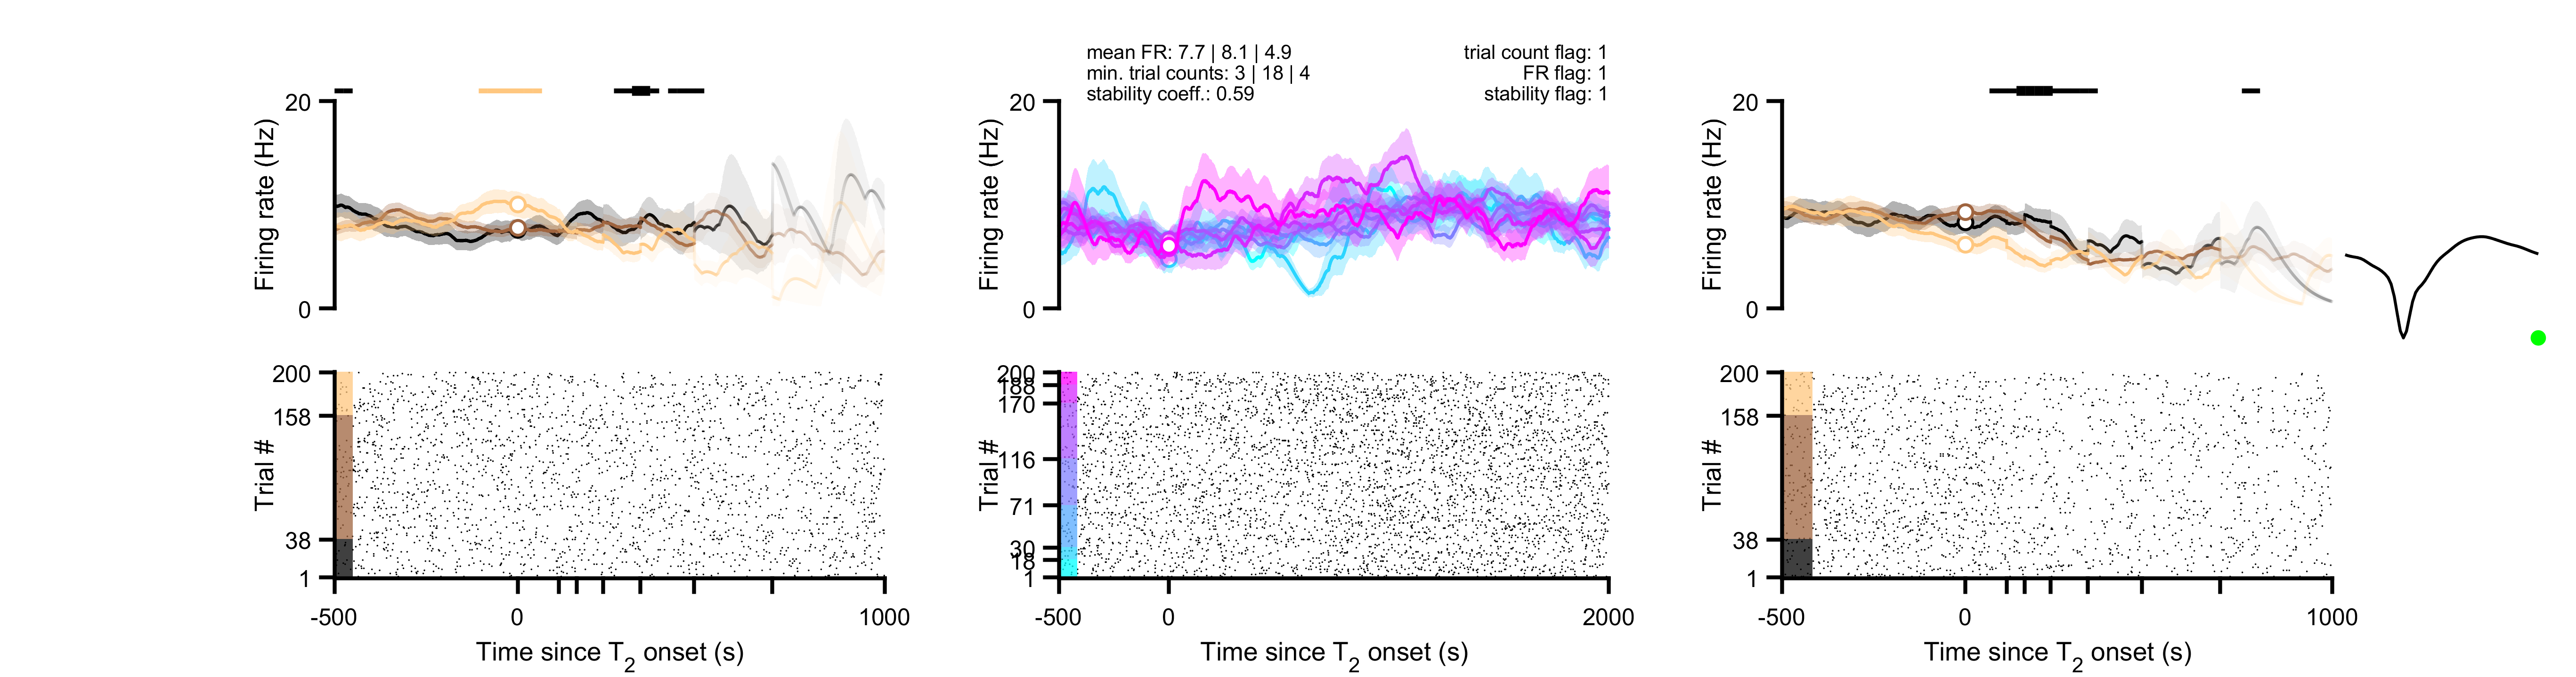 mean FR: 7.7 | 8.1 | 4.9
min. trial counts: 3 | 18 | 4
stability coeff.: 0.59
trial count flag: 1
FR flag: 1
stability flag: 1
20
Firing rate (Hz)
0
20
Firing rate (Hz)
0
20
Firing rate (Hz)
0
200
158
Trial #
38
1
200
188
170
Trial #
116
71
30
18
1
200
158
Trial #
38
1
-500
0
1000
Time since T2 onset (s)
-500
0
2000
Time since T2 onset (s)
-500
0
1000
Time since T2 onset (s)